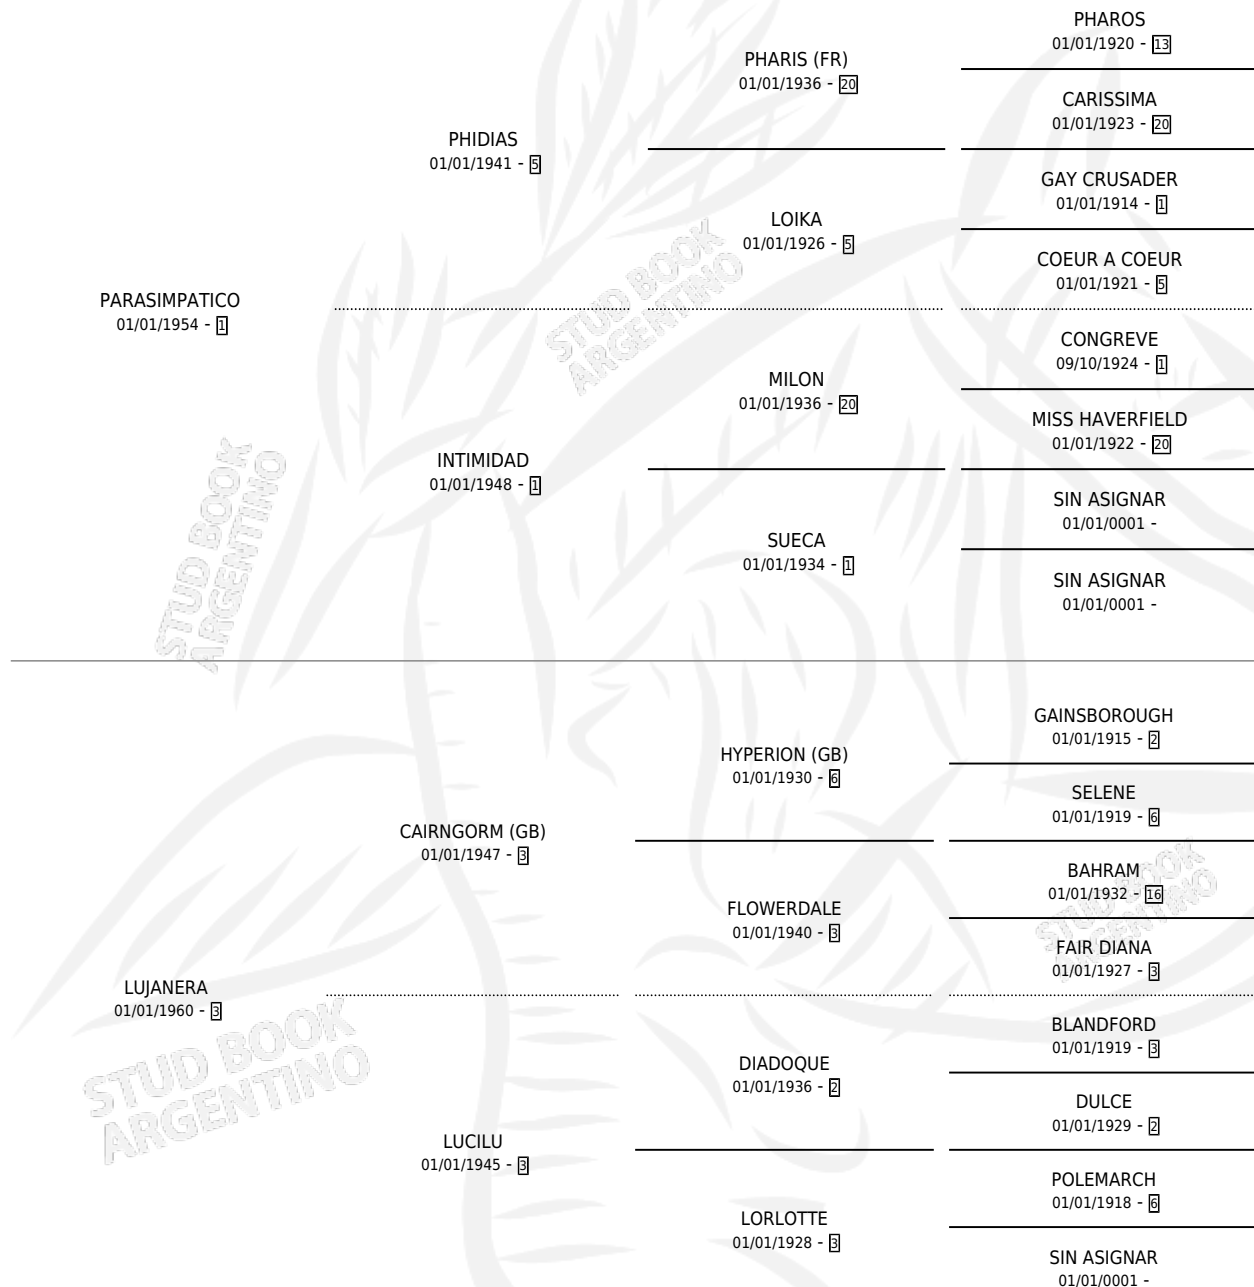 PHAROS
01/01/1920 - 13
PHARIS (FR)
01/01/1936 - 20
CARISSIMA
01/01/1923 - 20
PHIDIAS
01/01/1941 - 5
GAY CRUSADER
01/01/1914 - 1
LOIKA
01/01/1926 - 5
COEUR A COEUR
01/01/1921 - 5
PARASIMPATICO
01/01/1954 - 1
CONGREVE
09/10/1924 - 1
MILON
01/01/1936 - 20
MISS HAVERFIELD
01/01/1922 - 20
INTIMIDAD
01/01/1948 - 1
SIN ASIGNAR
01/01/0001 -
SUECA
01/01/1934 - 1
SIN ASIGNAR
01/01/0001 -
STUD BOOK
ARGENTINO
STUD BOOK
ARGENTINO
GAINSBOROUGH
01/01/1915 - 2
HYPERION (GB)
01/01/1930 - 6
SELENE
01/01/1919 - 6
CAIRNGORM (GB)
01/01/1947 - 3
BAHRAM
01/01/1932 - 16
FLOWERDALE
01/01/1940 - 3
FAIR DIANA
01/01/1927 - 3
STUD BOOK
ARGENTINO
LUJANERA
01/01/1960 - 3
BLANDFORD
01/01/1919 - 3
DIADOQUE
01/01/1936 - 2
DULCE
01/01/1929 - 2
LUCILU
01/01/1945 - 3
POLEMARCH
01/01/1918 - 6
LORLOTTE
01/01/1928 - 3
SIN ASIGNAR
01/01/0001 -
STUD BOOK
ARGENTINO